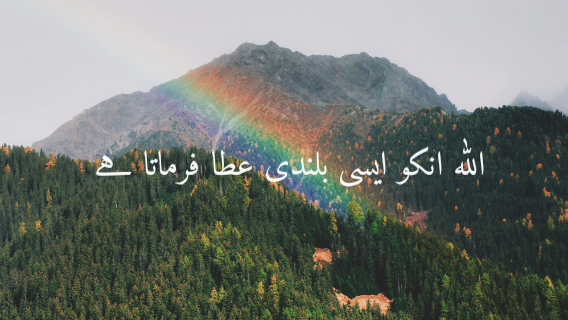 اللہ انکو ایسی بلندی عطا فرماتا ہے